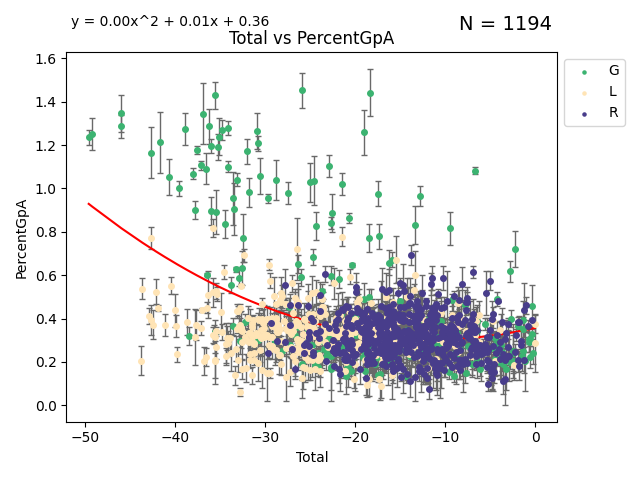 y = 0.00x^2 + 0.01x + 0.36
N = 1194
Total vs PercentGpA
1.6
1.4
1.2
1.0
0.8
0.6
0.4
0.2
0.0
PercentGpA
−50
−40
−30
−20
−10
0
Total
G
L
R